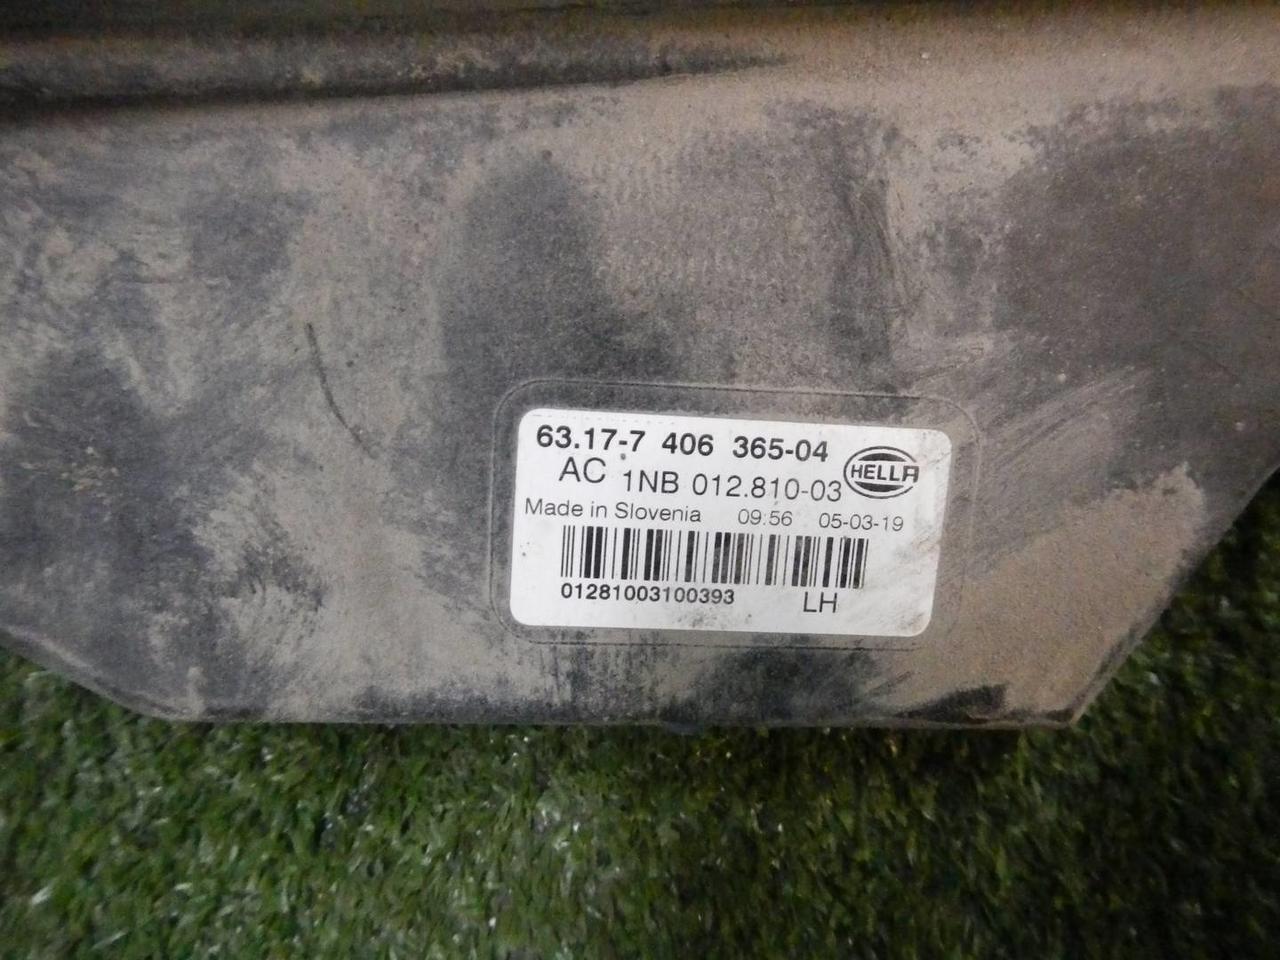 63.17-7 406 365-04
AC 1NB 012.810-03
HELLA
Made in Slovenia 09:56 05-03-19
01281003100393 LH